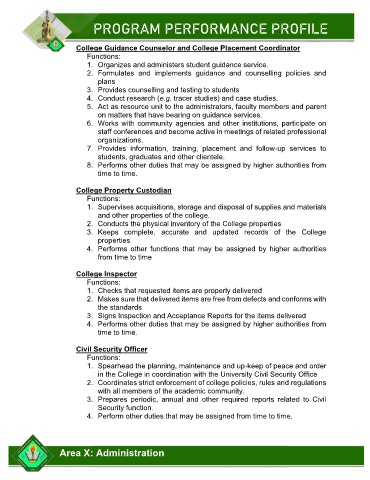 PROGRAM PERFORMANCE PROFILE
College Guidance Counselor and College Placement Coordinator
Functions:
1. Organizes and administers student guidance service.
2. Formulates and implements guidance and counselling policies and
plans
3. Provides counselling and testing to students
4. Conduct research (e.g. tracer studies) and case studies.
5. Act as resource unit to the administrators, faculty members and parent
on matters that have bearing on guidance services.
6. Works with community agencies and other institutions, participate on
staff conferences and become active in meetings of related professional
organizations.
7. Provides information, training, placement and follow-up services to
students, graduates and other clientele.
8. Performs other duties that may be assigned by higher authorities from
time to time.
College Property Custodian
Functions:
1. Supervises acquisitions, storage and disposal of supplies and materials
and other properties of the college.
2. Conducts the physical inventory of the College properties
3. Keeps complete, accurate and updated records of the College
properties
4. Performs other functions that may be assigned by higher authorities
from time to time
College Inspector
Functions:
1. Checks that requested items are properly delivered
2. Makes sure that delivered items are free from defects and conforms with
the standards
3. Signs Inspection and Acceptance Reports for the items delivered
4. Performs other duties that may be assigned by higher authorities from
time to time.
Civil Security Officer
Functions:
1. Spearhead the planning, maintenance and up-keep of peace and order
in the College in coordination with the University Civil Security Office
2. Coordinates strict enforcement of college policies, rules and regulations
with all members of the academic community.
3. Prepares periodic, annual and other required reports related to Civil
Security function.
4. Perform other duties that may be assigned from time to time.
Area X: Administration